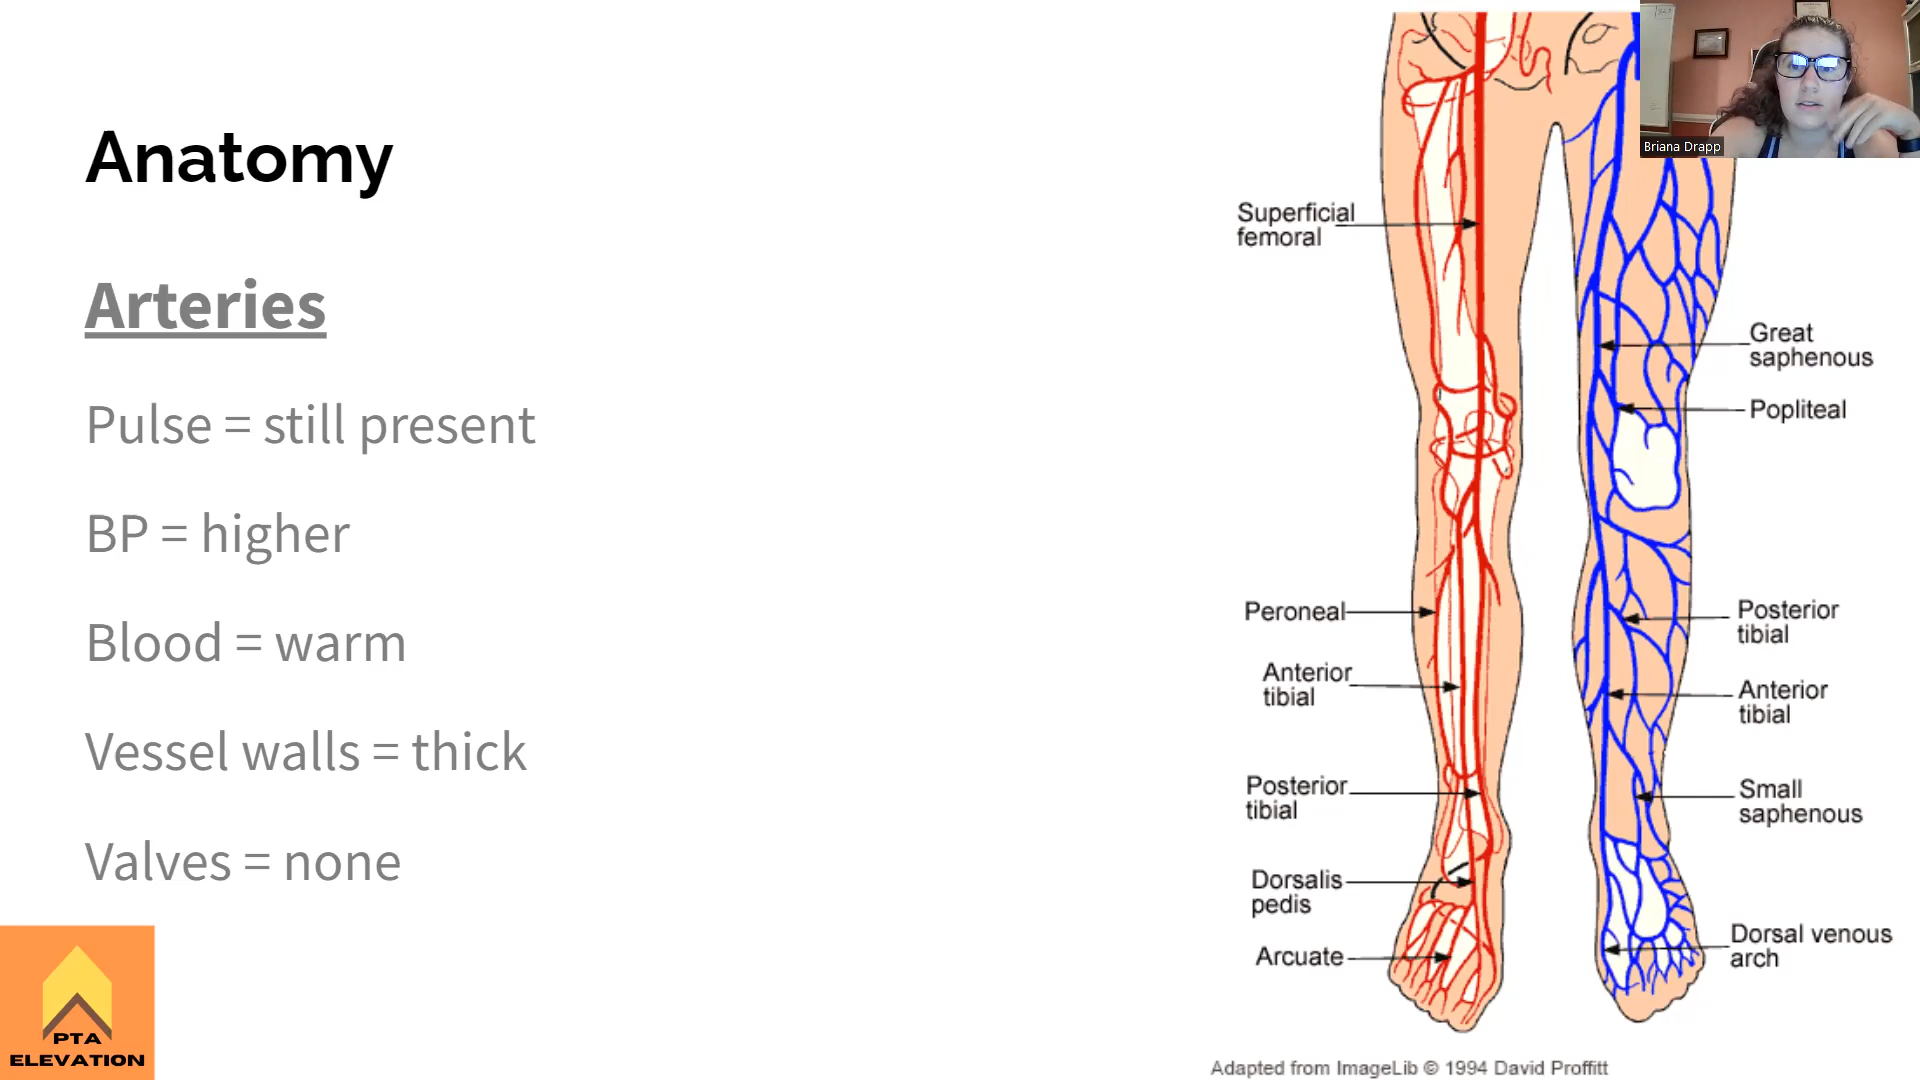 Anatomy
Arteries
Pulse = still present
BP = higher
Blood = warm
Vessel walls = thick
Valves = none
PTA
ELEVATION
Superficial
femoral
Peroneal
Anterior
tibial
Posterior
tibial
Dorsalis
pedis
Arcuate
Great
saphenous
Popliteal
Posterior
tibial
Anterior
tibial
Small
saphenous
Dorsal venous
arch
Adapted from ImageLib © 1994 David Proffitt
Briana Drapp